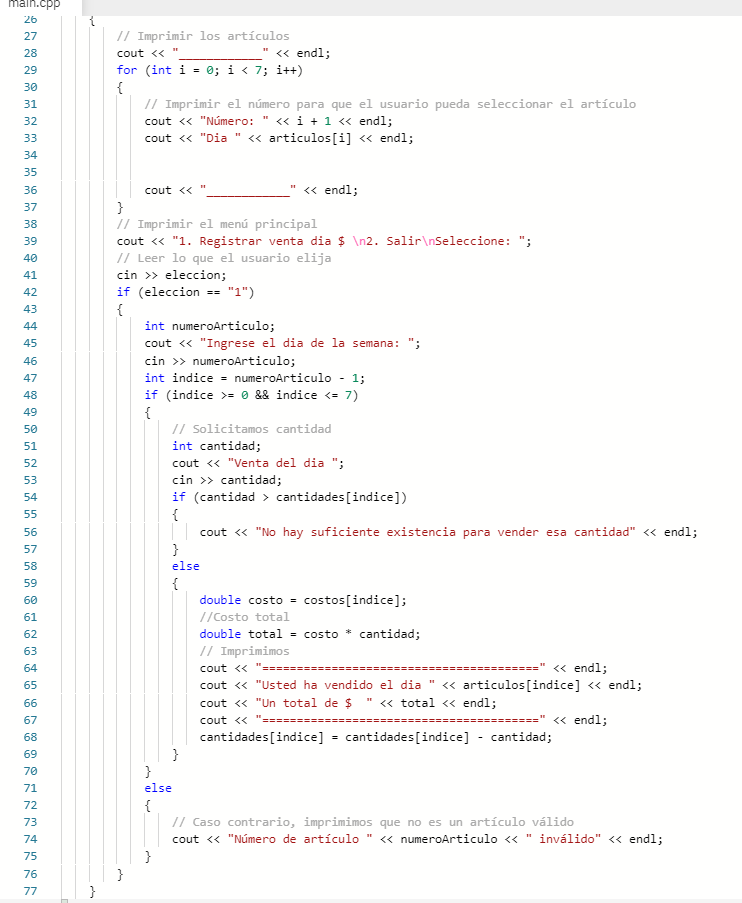 main.cpp
26 {
27 // Imprimir los artículos
28 cout << "____________" << endl;
29 for (int i = 0; i < 7; i++)
30 {
31 // Imprimir el número para que el usuario pueda seleccionar el artículo
32 cout << "Número: " << i + 1 << endl;
33 cout << "Dia " << articulos[i] << endl;
34
35
36 cout << "____________" << endl;
37 }
38 // Imprimir el menú principal
39 cout << "1. Registrar venta dia $ \n2. Salir\nSeleccione: ";
40 // Leer lo que el usuario elija
41 cin >> eleccion;
42 if (eleccion == "1")
43 {
44 int numeroArticulo;
45 cout << "Ingrese el dia de la semana: ";
46 cin >> numeroArticulo;
47 int indice = numeroArticulo - 1;
48 if (indice >= 0 && indice <= 7)
49 {
50 // Solicitamos cantidad
51 int cantidad;
52 cout << "Venta del dia ";
53 cin >> cantidad;
54 if (cantidad > cantidades[indice])
55 {
56 cout << "No hay suficiente existencia para vender esa cantidad" << endl;
57 }
58 else
59 {
60 double costo = costos[indice];
61 //Costo total
62 double total = costo * cantidad;
63 // Imprimimos
64 cout << "========================================" << endl;
65 cout << "Usted ha vendido el dia " << articulos[indice] << endl;
66 cout << "Un total de $  " << total << endl;
67 cout << "========================================" << endl;
68 cantidades[indice] = cantidades[indice] - cantidad;
69 }
70 }
71 else
72 {
73 // Caso contrario, imprimimos que no es un artículo válido
74 cout << "Número de artículo " << numeroArticulo << " inválido" << endl;
75 }
76 }
77 }